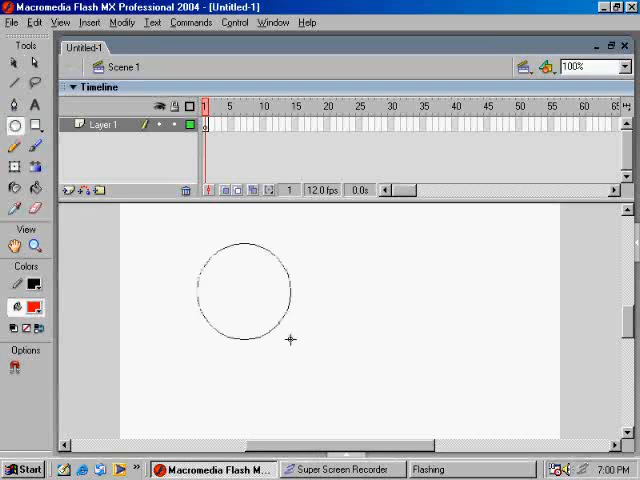 Macromedia Flash MX Professional 2004 - [Untitled-1]
File Edit View Insert Modify Text Commands Control Window Help
Tools
Untitled-1
Scene 1
100%
Timeline
1 5 10 15 20 25 30 35 40 45 50 55 60 65
Layer 1
1 12.0 fps 0.0s
View
Colors
Options
Start
Macromedia Flash M...
Super Screen Recorder
Flashing
7:00 PM